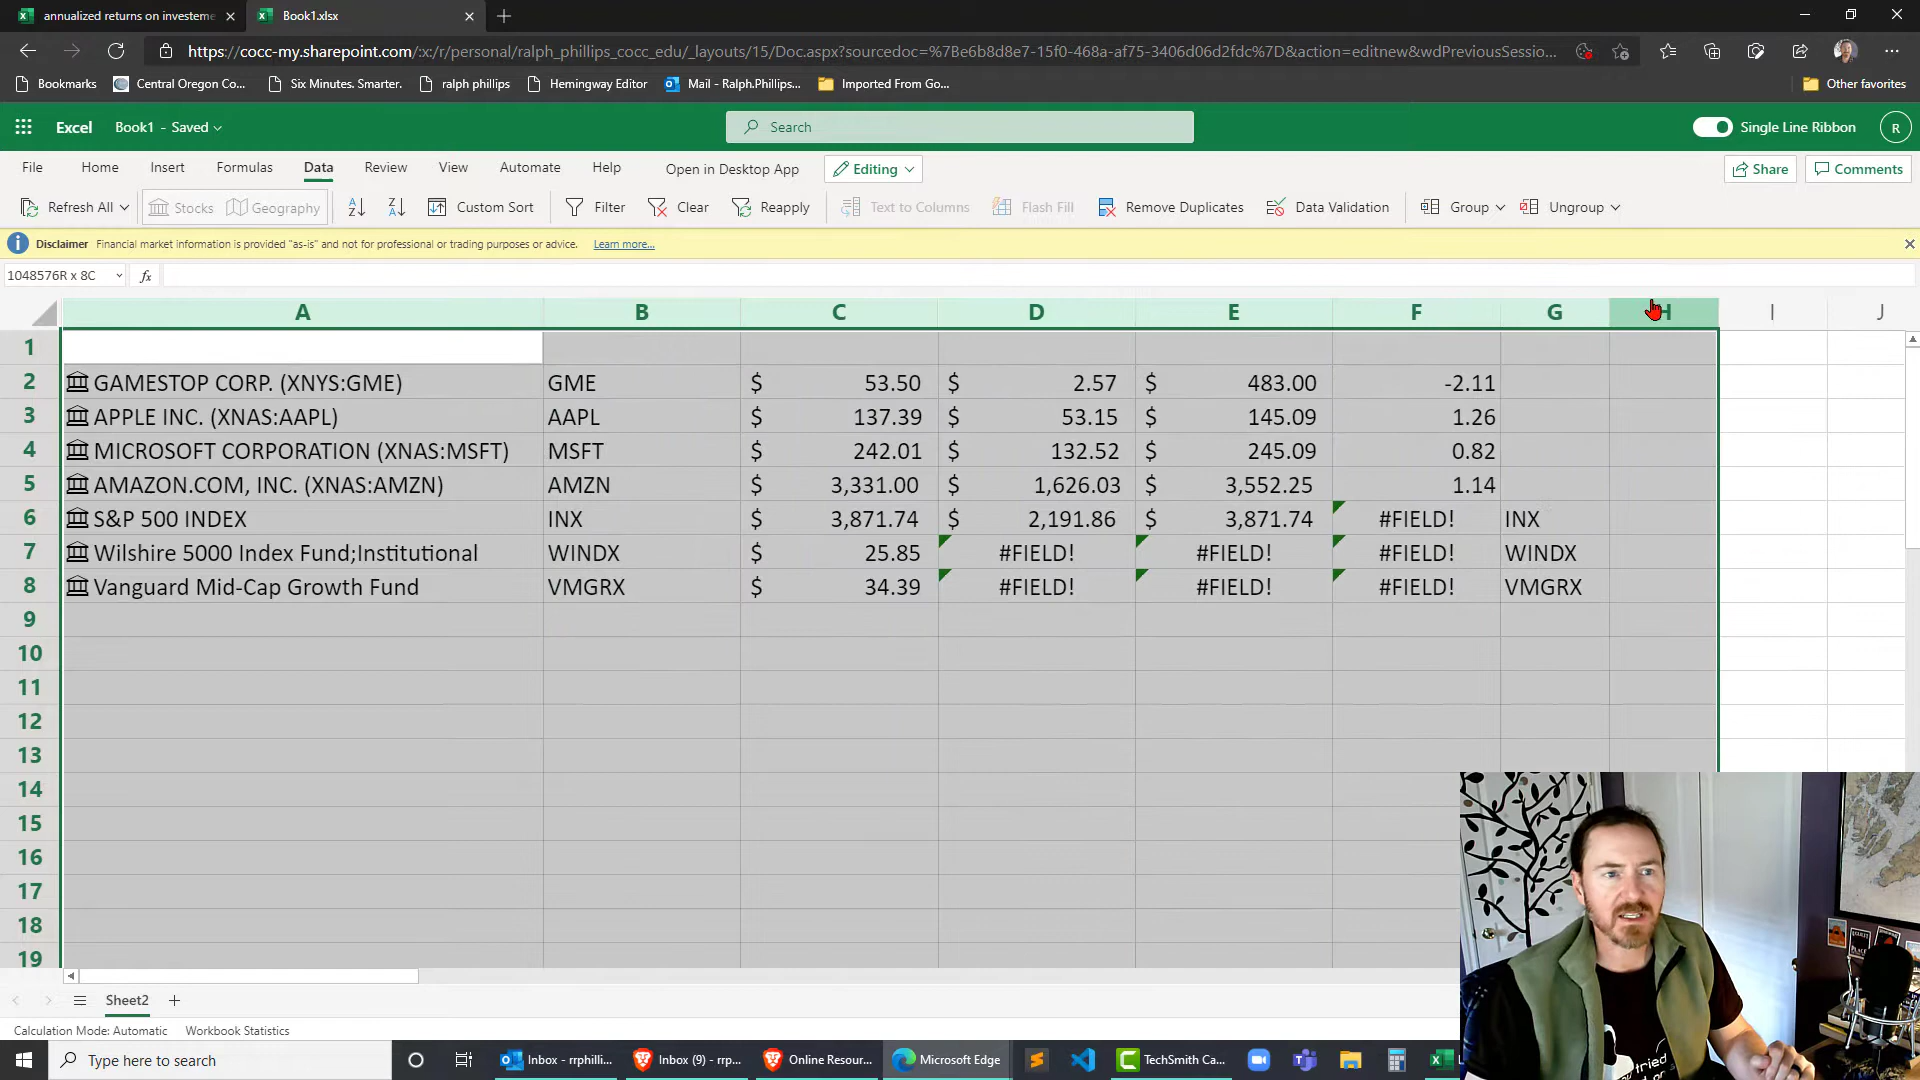 annualized returns on investeme
Book1.xlsx
https://cocc-my.sharepoint.com/:x:/r/personal/ralph_phillips_cocc_edu/_layouts/15/Doc.aspx?sourcedoc=%7Be6b8d8e7-15f0-468a-af75-3406d06d2fdc%7D&action=editnew&wdPreviousSessio...
Bookmarks Central Oregon Co... Six Minutes. Smarter. ralph phillips Hemingway Editor Mail - Ralph.Phillips... Imported From Go... Other favorites
Excel Book1 - Saved Search Single Line Ribbon R
File Home Insert Formulas Data Review View Automate Help Open in Desktop App Editing Share Comments
Refresh All Stocks Geography Custom Sort Filter Clear Reapply Text to Columns Flash Fill Remove Duplicates Data Validation Group Ungroup
Disclaimer Financial market information is provided "as-is" and not for professional or trading purposes or advice. Learn more...
1048576R x 8C fx
A B C D E F G H I J
1
2 GAMESTOP CORP. (XNYS:GME) GME $ 53.50 $ 2.57 $ 483.00 -2.11
3 APPLE INC. (XNAS:AAPL) AAPL $ 137.39 $ 53.15 $ 145.09 1.26
4 MICROSOFT CORPORATION (XNAS:MSFT) MSFT $ 242.01 $ 132.52 $ 245.09 0.82
5 AMAZON.COM, INC. (XNAS:AMZN) AMZN $ 3,331.00 $ 1,626.03 $ 3,552.25 1.14
6 S&P 500 INDEX INX $ 3,871.74 $ 2,191.86 $ 3,871.74 #FIELD! INX
7 Wilshire 5000 Index Fund;Institutional WINDX $ 25.85 #FIELD! #FIELD! #FIELD! WINDX
8 Vanguard Mid-Cap Growth Fund VMGRX $ 34.39 #FIELD! #FIELD! #FIELD! VMGRX
9
10
11
12
13
14
15
16
17
18
19
Sheet2
Calculation Mode: Automatic Workbook Statistics
Type here to search Inbox - rrphilli... Inbox (9) - rrp... Online Resour... Microsoft Edge TechSmith Ca...